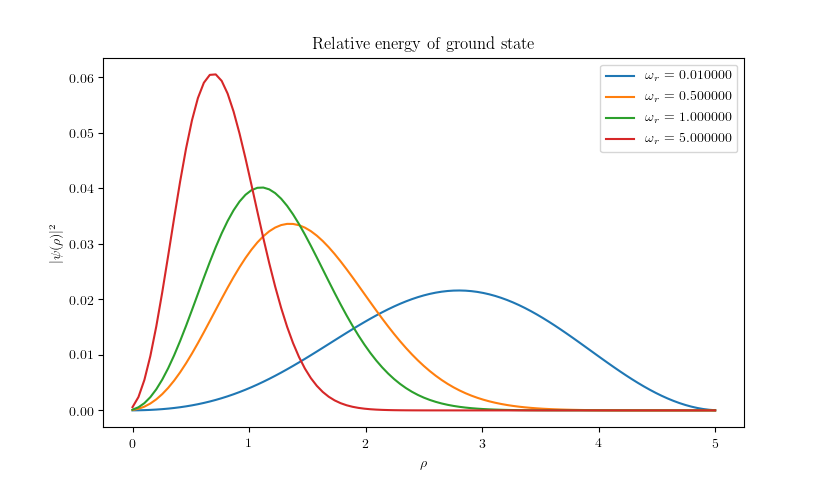 Relative energy of ground state
ω_r = 0.010000
ω_r = 0.500000
ω_r = 1.000000
ω_r = 5.000000
|ψ(ρ)|²
0.06
0.05
0.04
0.03
0.02
0.01
0.00
0 1 2 3 4 5
ρ